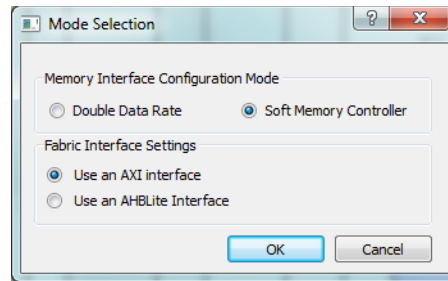 Mode Selection
Memory Interface Configuration Mode
Double Data Rate
Soft Memory Controller
Fabric Interface Settings
Use an AXI interface
Use an AHBLite Interface
OK
Cancel